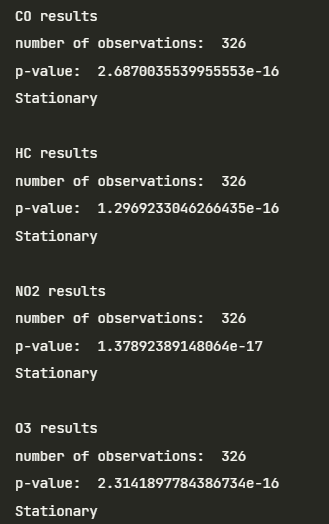 CO results
number of observations:  326
p-value:  2.6870035539955553e-16
Stationary
HC results
number of observations:  326
p-value:  1.2969233046266435e-16
Stationary
NO2 results
number of observations:  326
p-value:  1.37892389148064e-17
Stationary
O3 results
number of observations:  326
p-value:  2.3141897784386734e-16
Stationary